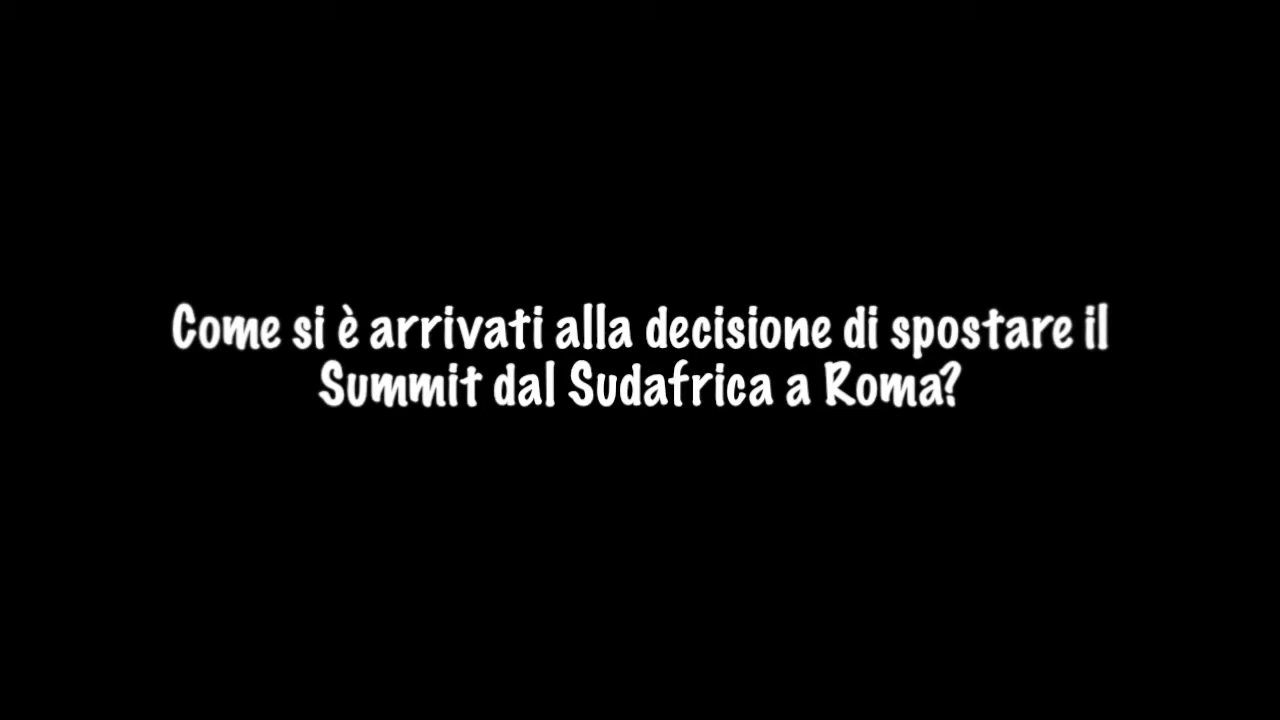 Come si è arrivati alla decisione di spostare il
Summit dal Sudafrica a Roma?